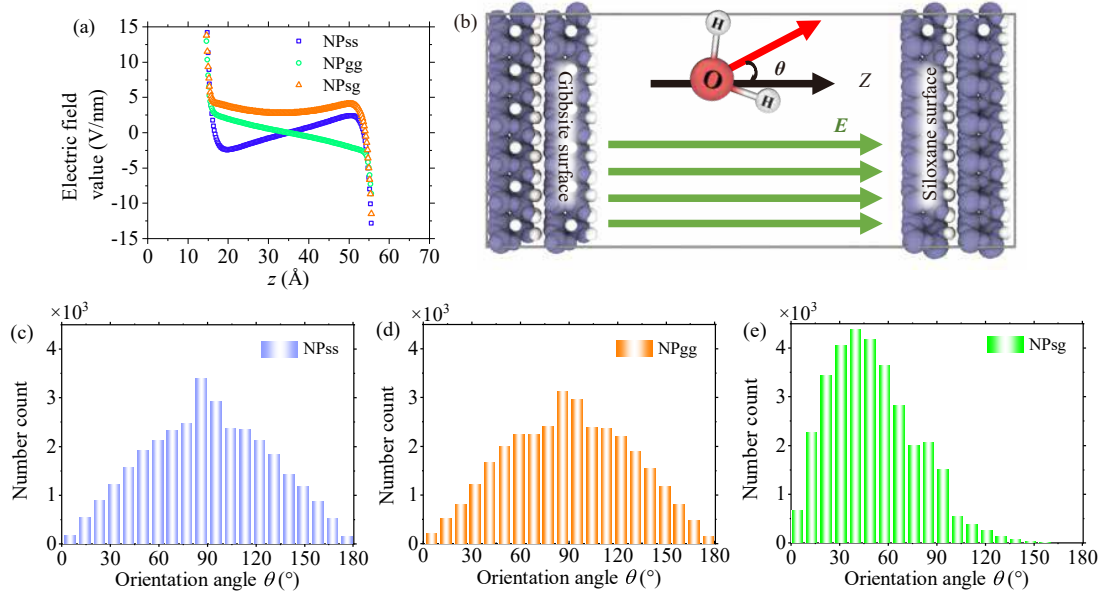 (a)
15
10
5
0
-5
-10
-15
Electric field
value (V/nm)
NPss
NPgg
NPsg
0 10 20 30 40 50 60 70
z (Å)
(b)
Gibbsite surface
H
O
H
θ
Z
E
Siloxane surface
(c)
×10³
4
3
2
1
0
Number count
NPss
0 30 60 90 120 150 180
Orientation angle θ (°)
(d)
×10³
4
3
2
1
0
Number count
NPgg
0 30 60 90 120 150 180
Orientation angle θ (°)
(e)
×10³
4
3
2
1
0
Number count
NPsg
0 30 60 90 120 150 180
Orientation angle θ (°)